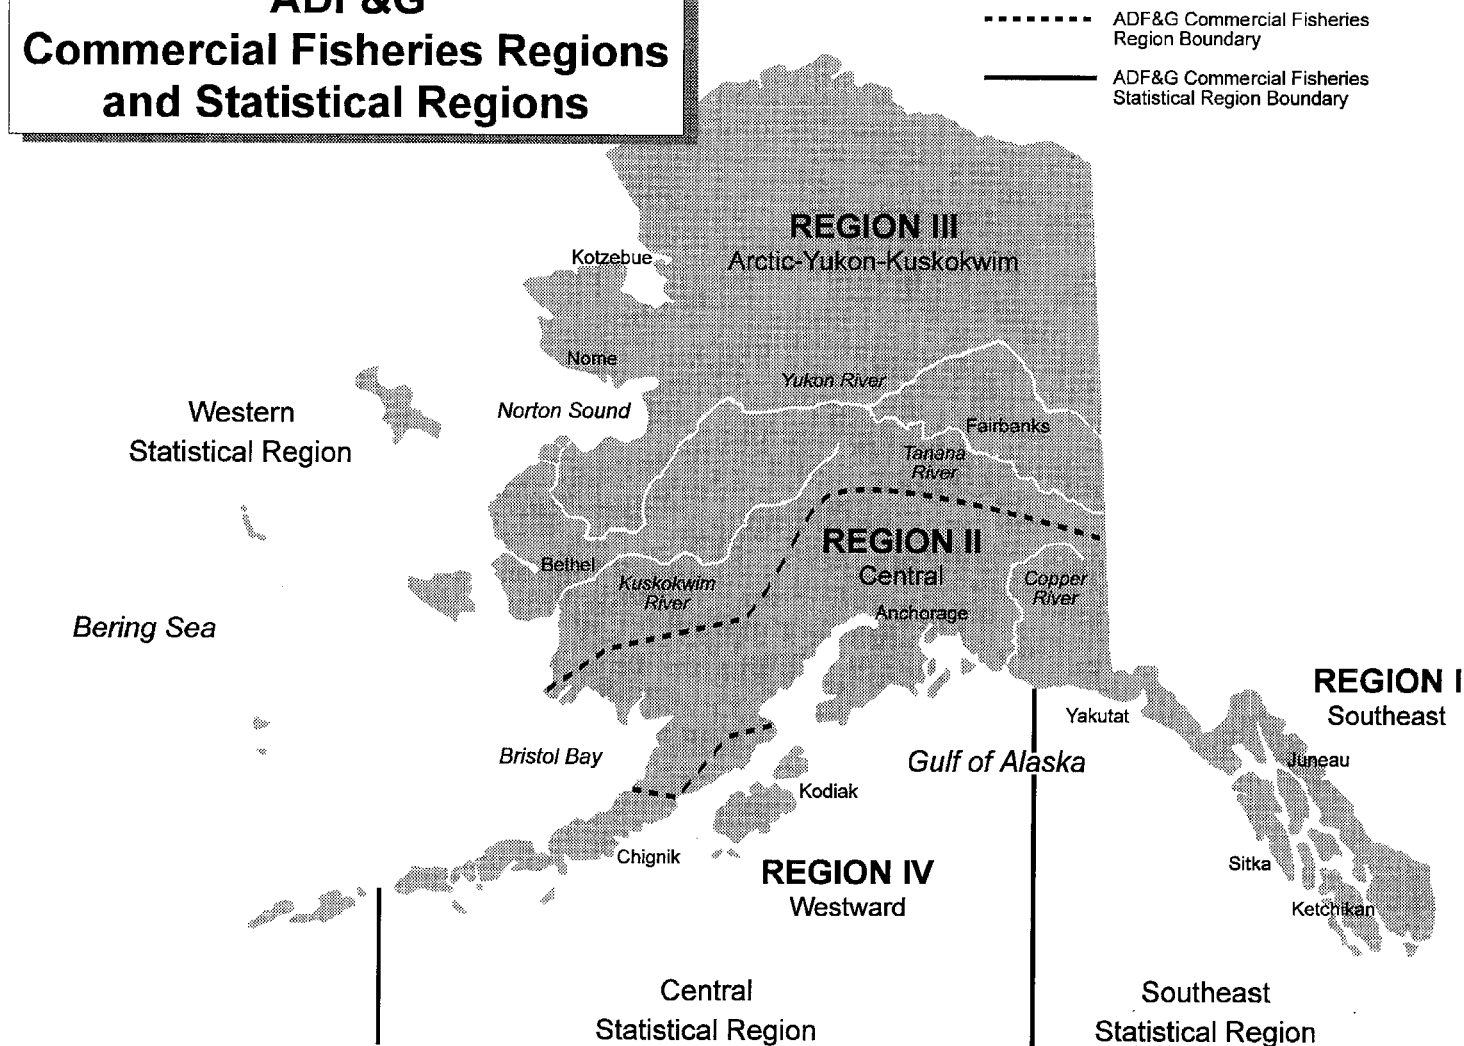 ADF&G
Commercial Fisheries Regions
and Statistical Regions
ADF&G Commercial Fisheries
Region Boundary
ADF&G Commercial Fisheries
Statistical Region Boundary
REGION III
Arctic-Yukon-Kuskokwim
Kotzebue
Nome
Yukon River
Western
Statistical Region
Norton Sound
Fairbanks
Tanana
River
REGION II
Central
Bethel
Kuskokwim
River
Copper
River
Anchorage
Bering Sea
REGION I
Southeast
Yakutat
Bristol Bay
Gulf of Alaska
Juneau
Kodiak
Chignik
REGION IV
Westward
Sitka
Ketchikan
Central
Statistical Region
Southeast
Statistical Region